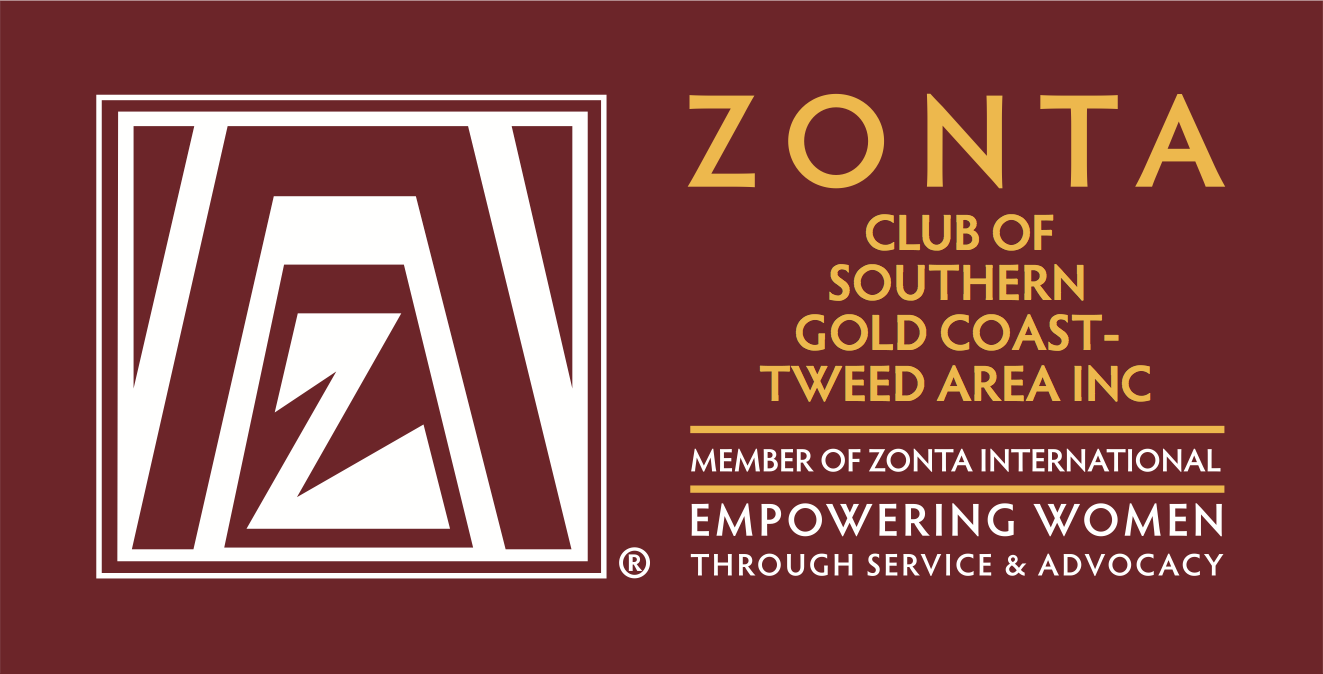 ZONTA
CLUB OF
SOUTHERN
GOLD COAST-
TWEED AREA INC
MEMBER OF ZONTA INTERNATIONAL
EMPOWERING WOMEN
THROUGH SERVICE & ADVOCACY
®